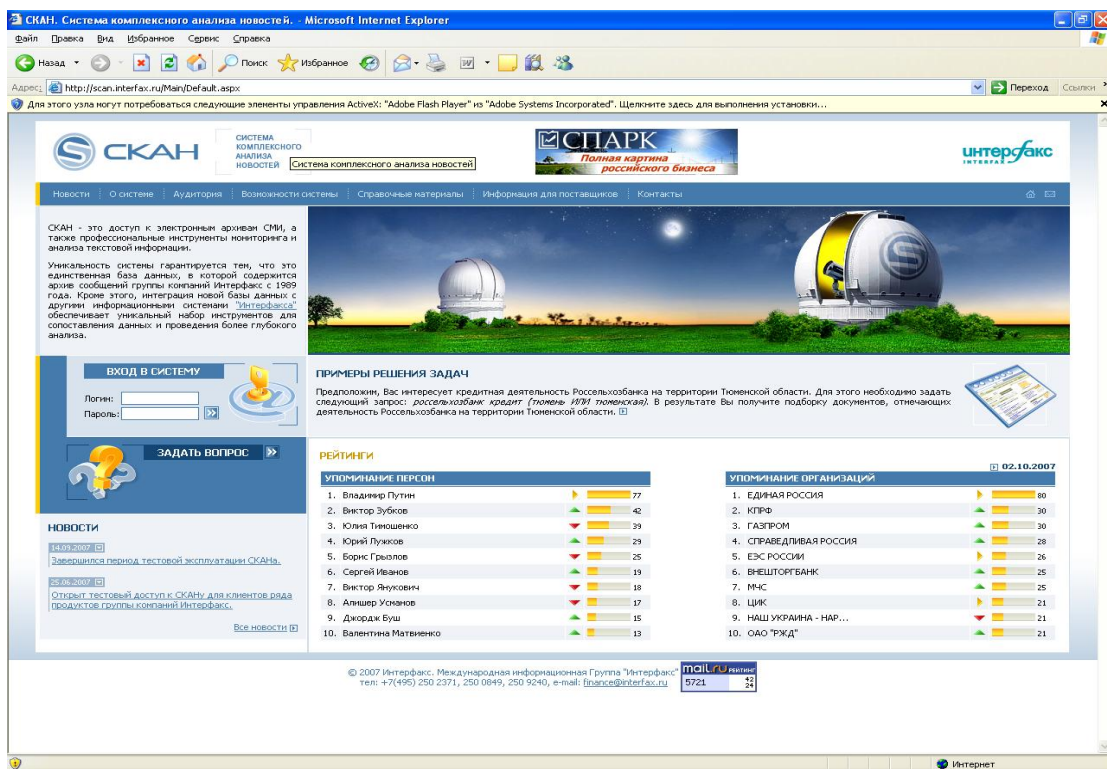 СКАН. Система комплексного анализа новостей. - Microsoft Internet Explorer
Файл Правка Вид Избранное Сервис Справка
Назад Поиск Избранное
Адрес: http://scan.interfax.ru/Main/Default.aspx Переход Ссылки
Для этого узла могут потребоваться следующие элементы управления ActiveX: "Adobe Flash Player" из "Adobe Systems Incorporated". Щелкните здесь для выполнения установки...
СКАН
СИСТЕМА
КОМПЛЕКСНОГО
АНАЛИЗА
НОВОСТЕЙ
Система комплексного анализа новостей
СПАРК
Полная картина
российского бизнеса
интерфакс
INTERFAX
Новости О системе Аудитория Возможности системы Справочные материалы Информация для поставщиков Контакты
СКАН - это доступ к электронным архивам СМИ, а
также профессиональные инструменты мониторинга и
анализа текстовой информации.
Уникальность системы гарантируется тем, что это
единственная база данных, в которой содержится
архив сообщений группы компаний Интерфакс с 1989
года. Кроме этого, интеграция новой базы данных с
другими информационными системами "Интерфакса"
обеспечивает уникальный набор инструментов для
сопоставления данных и проведения более глубокого
анализа.
ВХОД В СИСТЕМУ
Логин:
Пароль:
ЗАДАТЬ ВОПРОС
НОВОСТИ
14.09.2007
Завершился период тестовой эксплуатации СКАНа.
25.06.2007
Открыт тестовый доступ к СКАНу для клиентов ряда
продуктов группы компаний Интерфакс.
Все новости
ПРИМЕРЫ РЕШЕНИЯ ЗАДАЧ
Предположим, Вас интересует кредитная деятельность Россельхозбанка на территории Тюменской области. Для этого необходимо задать
следующий запрос: россельхозбанк кредит (тюмень ИЛИ тюменская). В результате Вы получите подборку документов, отмечающих
деятельность Россельхозбанка на территории Тюменской области.
РЕЙТИНГИ
02.10.2007
УПОМИНАНИЕ ПЕРСОН
1. Владимир Путин 77
2. Виктор Зубков 42
3. Юлия Тимошенко 39
4. Юрий Лужков 29
5. Борис Грызлов 25
6. Сергей Иванов 19
7. Виктор Янукович 18
8. Алишер Усманов 17
9. Джордж Буш 15
10. Валентина Матвиенко 13
УПОМИНАНИЕ ОРГАНИЗАЦИЙ
1. ЕДИНАЯ РОССИЯ 80
2. КПРФ 30
3. ГАЗПРОМ 30
4. СПРАВЕДЛИВАЯ РОССИЯ 28
5. ЕЭС РОССИИ 26
6. ВНЕШТОРГБАНК 25
7. МЧС 25
8. ЦИК 21
9. НАШ УКРАИНА - НАР... 21
10. ОАО "РЖД" 21
© 2007 Интерфакс. Международная информационная Группа "Интерфакс"
тел: +7(495) 250 2371, 250 0849, 250 9240, e-mail: finance@interfax.ru
mail.ru РЕЙТИНГ
5721 42
24
Интернет